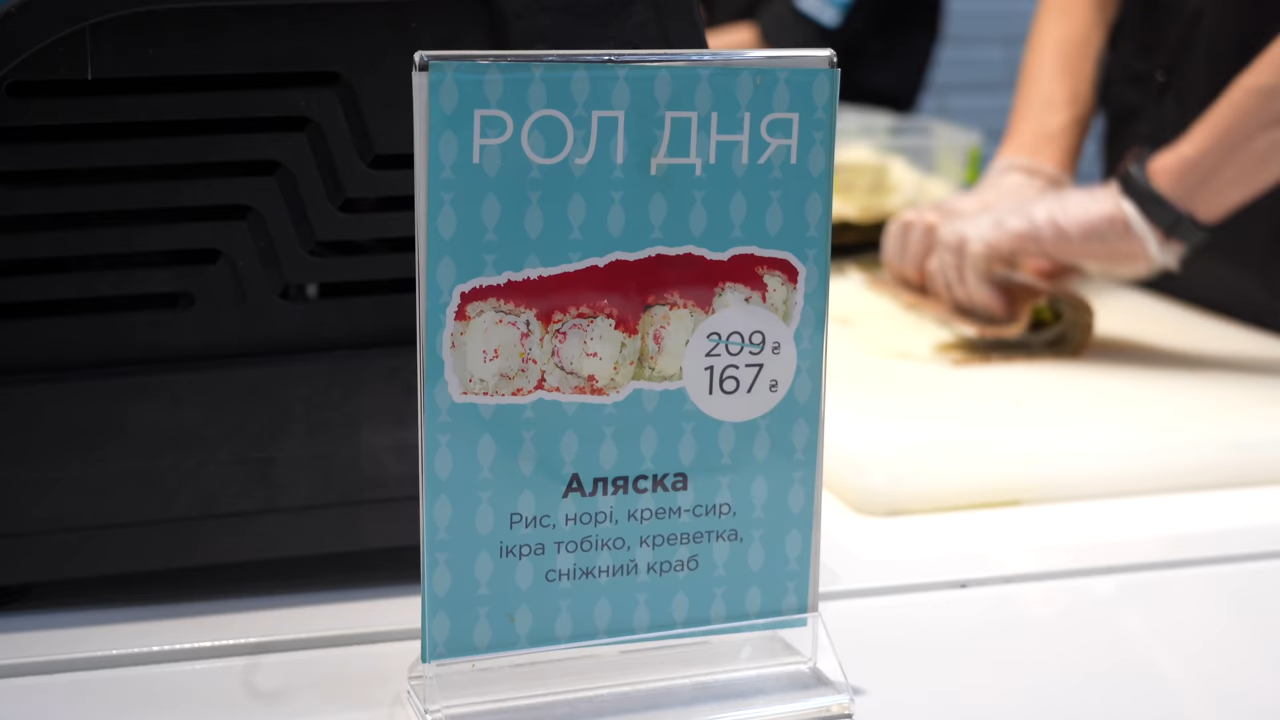 РОЛ ДНЯ
209 ₴
167 ₴
Аляска
Рис, норі, крем-сир,
ікра тобіко, креветка,
сніжний краб